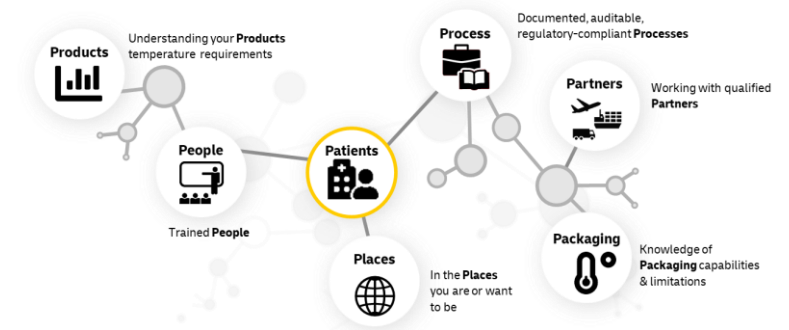 Products
Understanding your Products
temperature requirements
People
Trained People
Patients
Places
In the Places
you are or want
to be
Process
Documented, auditable,
regulatory-compliant Processes
Partners
Working with qualified
Partners
Packaging
Knowledge of
Packaging capabilities
& limitations